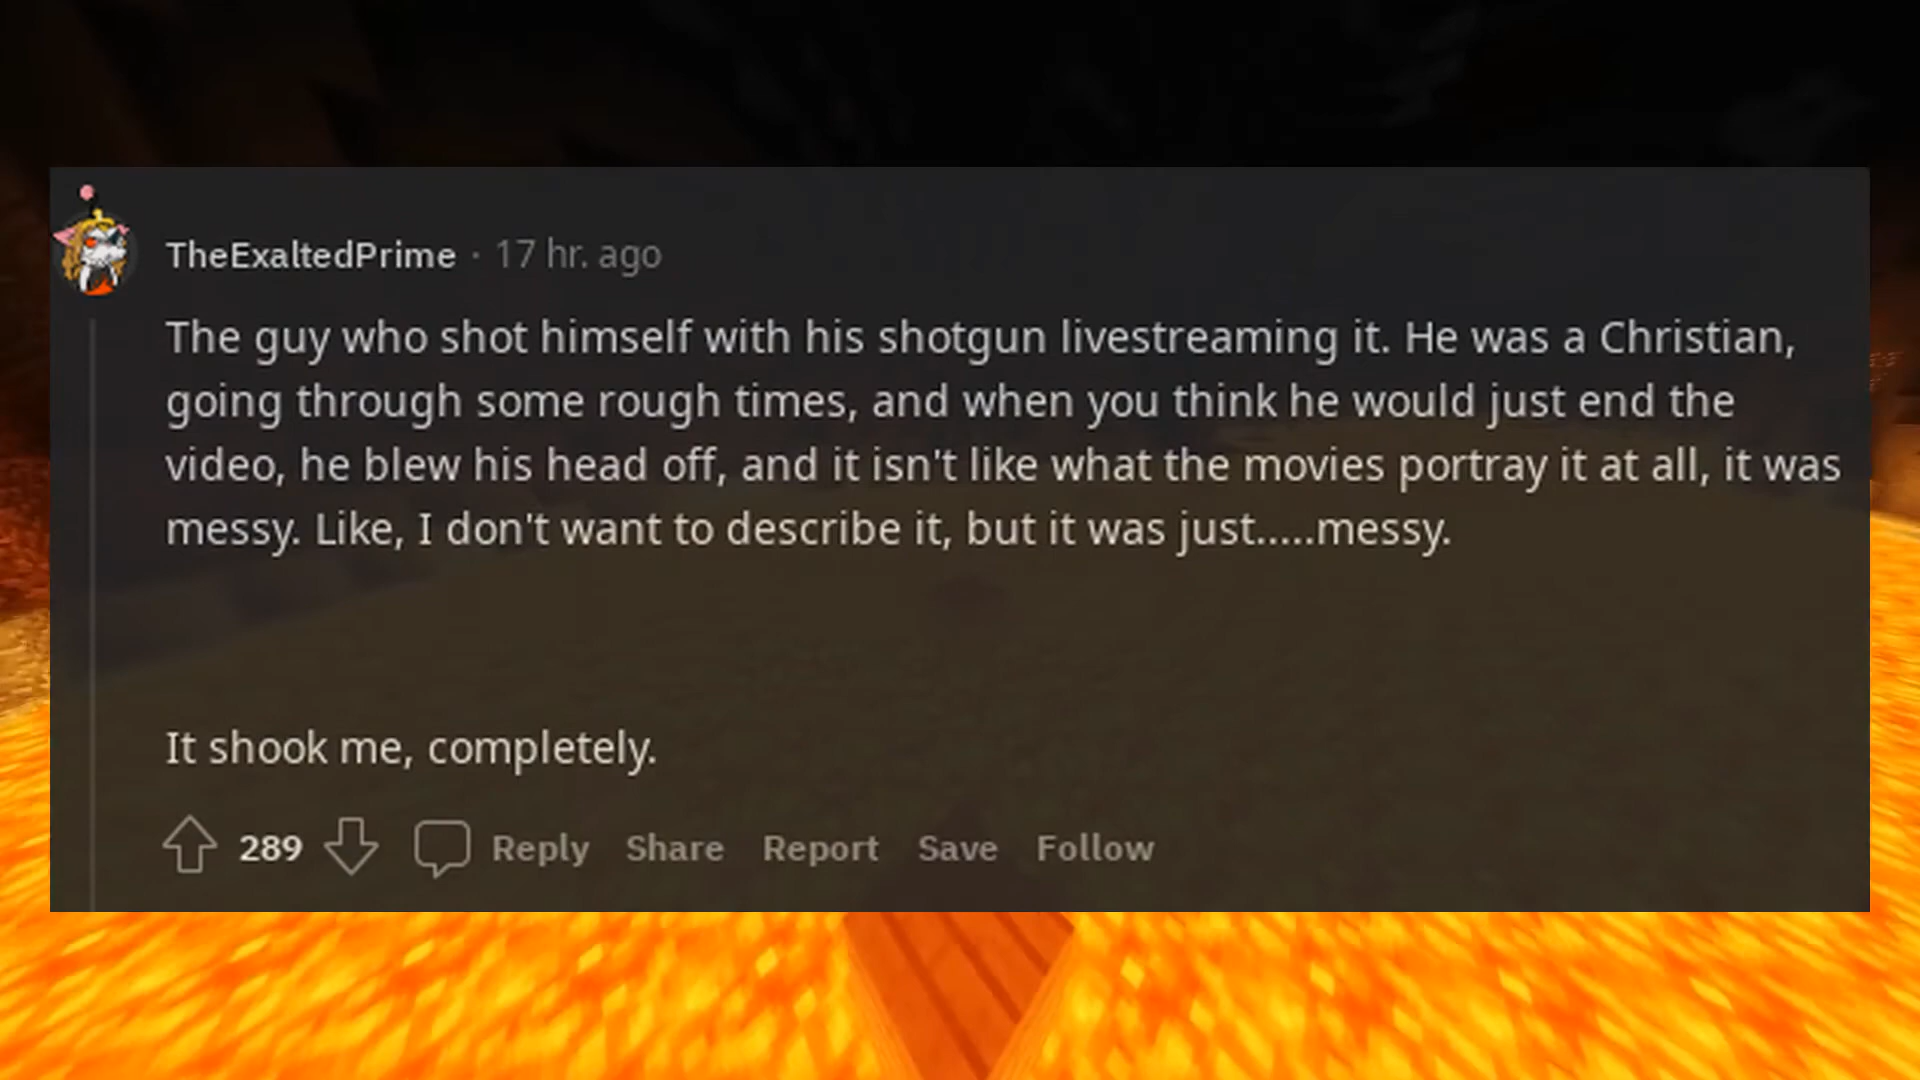 TheExaltedPrime · 17 hr. ago
The guy who shot himself with his shotgun livestreaming it. He was a Christian,
going through some rough times, and when you think he would just end the
video, he blew his head off, and it isn't like what the movies portray it at all, it was
messy. Like, I don't want to describe it, but it was just.....messy.
It shook me, completely.
289 Reply Share Report Save Follow